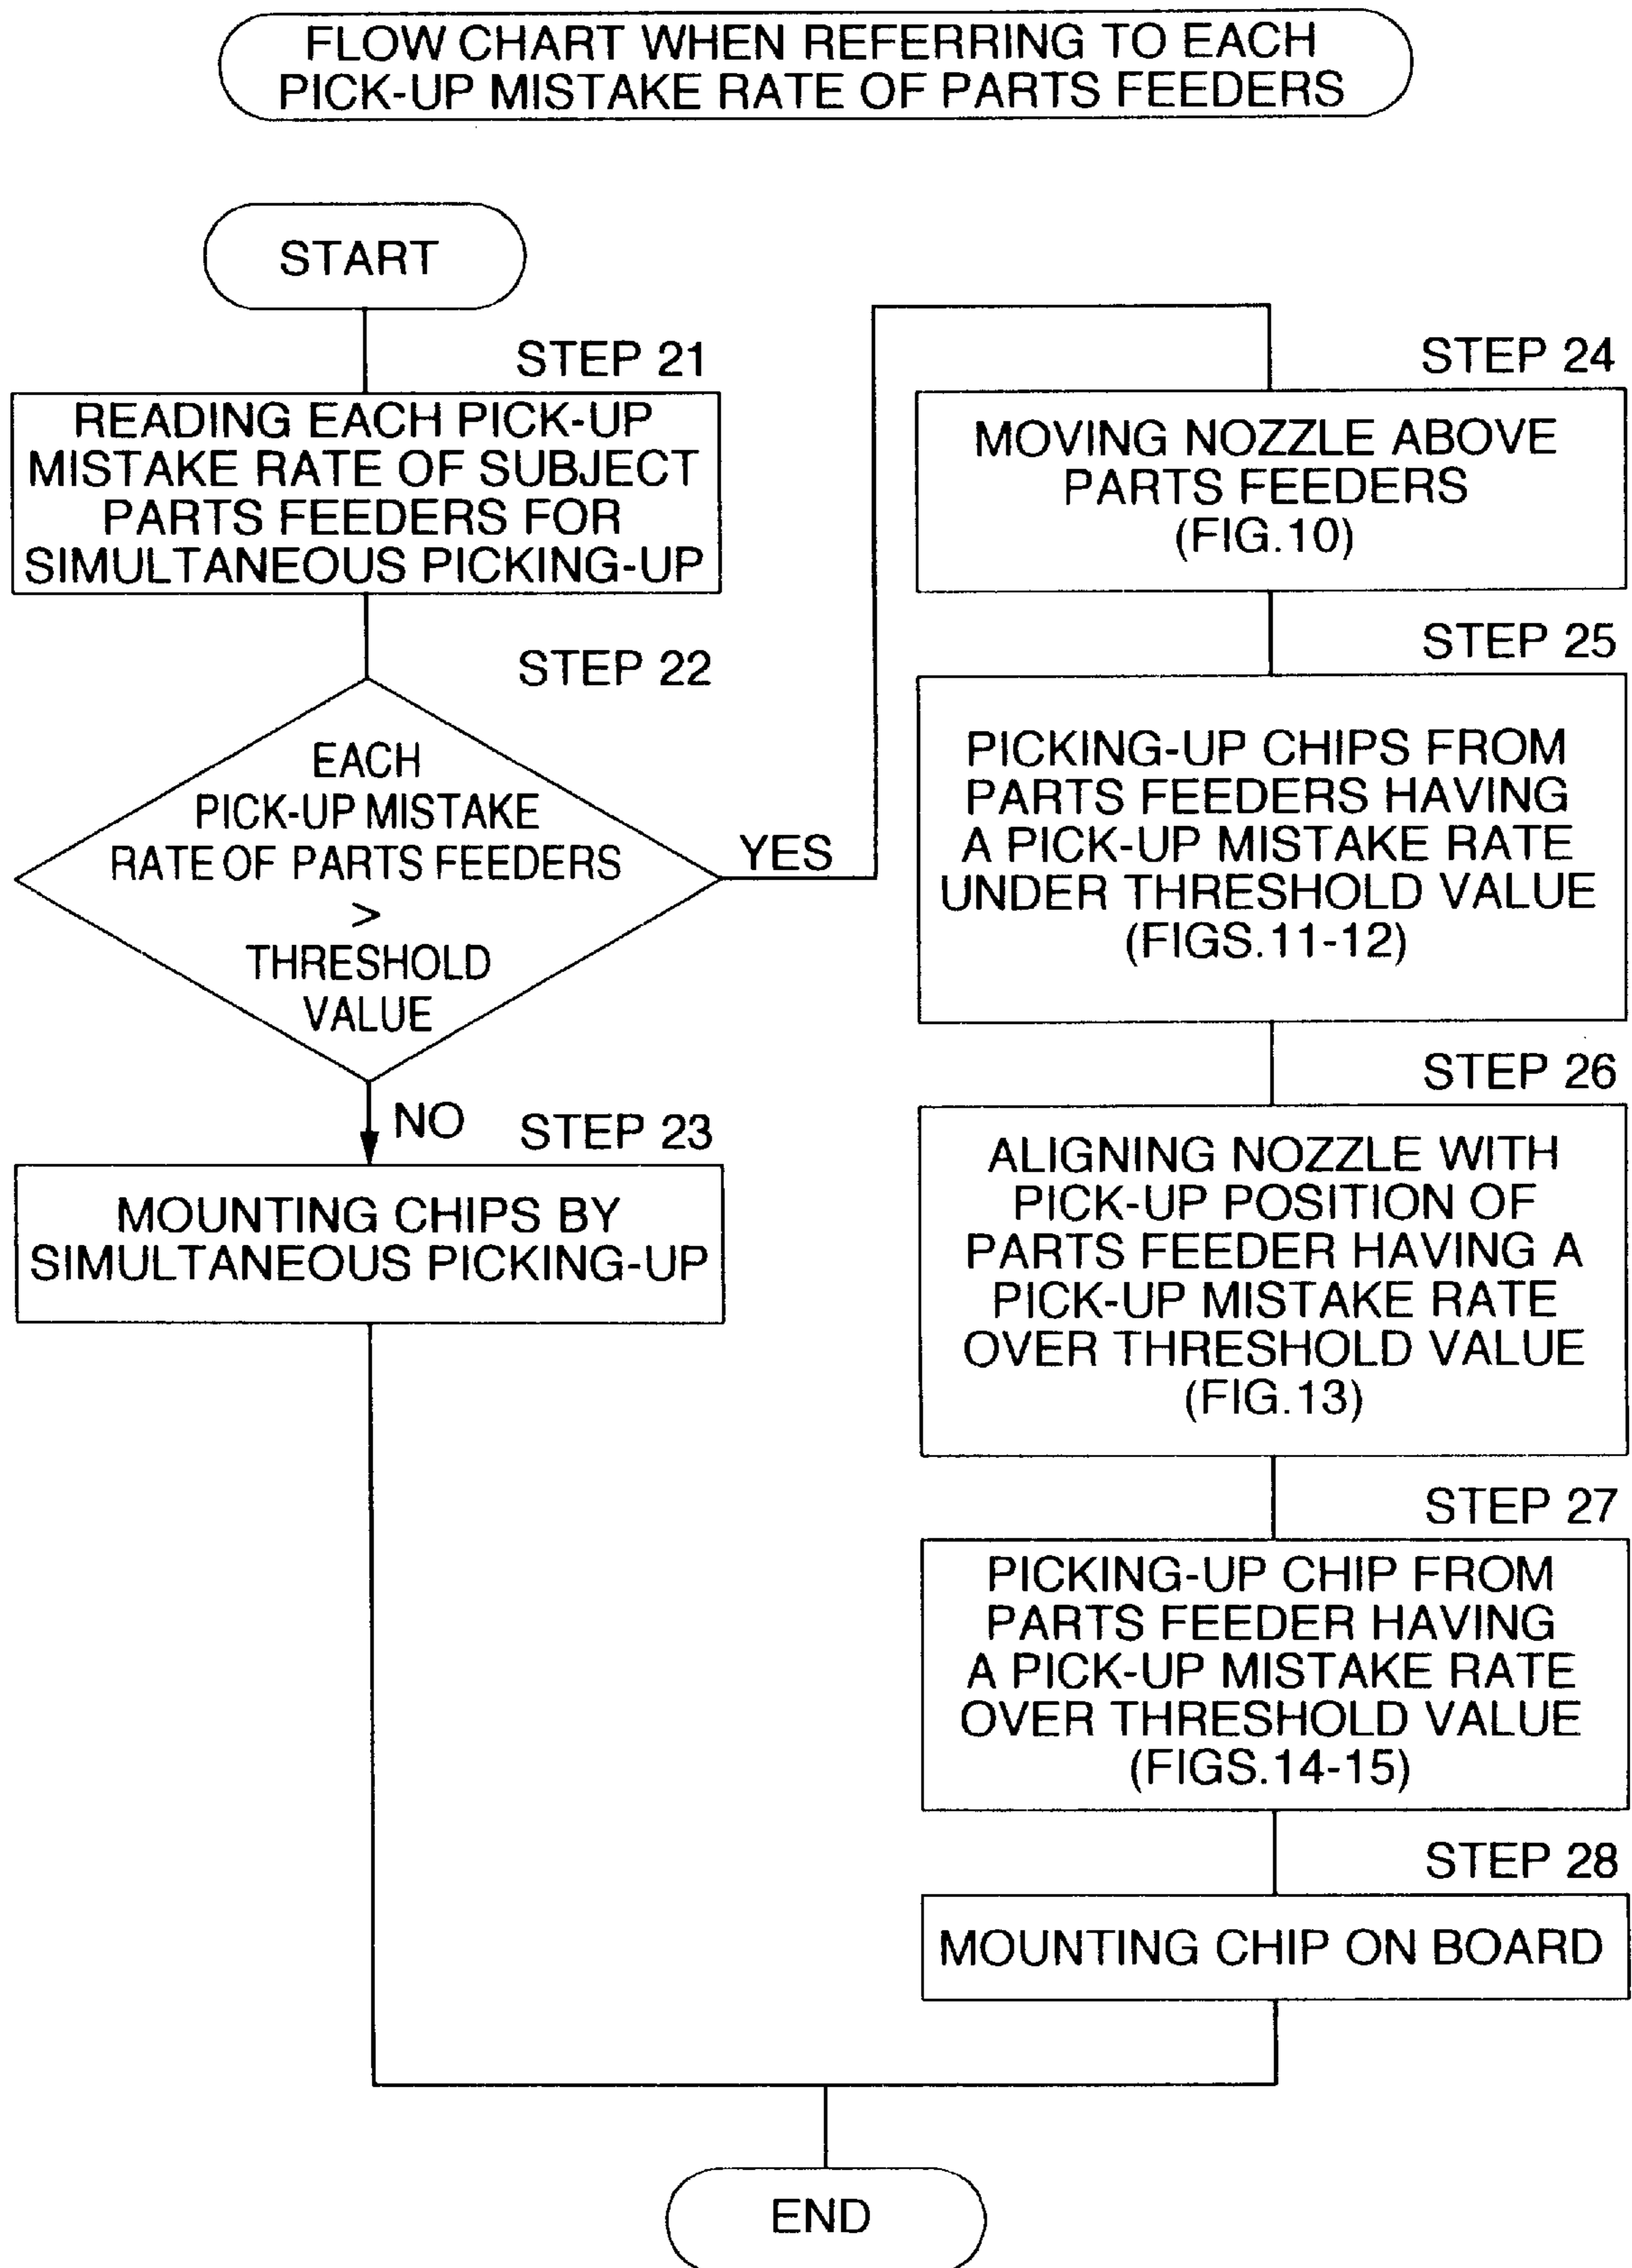 FLOW CHART WHEN REFERRING TO EACH
PICK-UP MISTAKE RATE OF PARTS FEEDERS
START
STEP 21
READING EACH PICK-UP
MISTAKE RATE OF SUBJECT
PARTS FEEDERS FOR
SIMULTANEOUS PICKING-UP
STEP 22
EACH
PICK-UP MISTAKE
RATE OF PARTS FEEDERS
>
THRESHOLD
VALUE
YES
NO
STEP 23
MOUNTING CHIPS BY
SIMULTANEOUS PICKING-UP
STEP 24
MOVING NOZZLE ABOVE
PARTS FEEDERS
(FIG.10)
STEP 25
PICKING-UP CHIPS FROM
PARTS FEEDERS HAVING
A PICK-UP MISTAKE RATE
UNDER THRESHOLD VALUE
(FIGS.11-12)
STEP 26
ALIGNING NOZZLE WITH
PICK-UP POSITION OF
PARTS FEEDER HAVING A
PICK-UP MISTAKE RATE
OVER THRESHOLD VALUE
(FIG.13)
STEP 27
PICKING-UP CHIP FROM
PARTS FEEDER HAVING
A PICK-UP MISTAKE RATE
OVER THRESHOLD VALUE
(FIGS.14-15)
STEP 28
MOUNTING CHIP ON BOARD
END